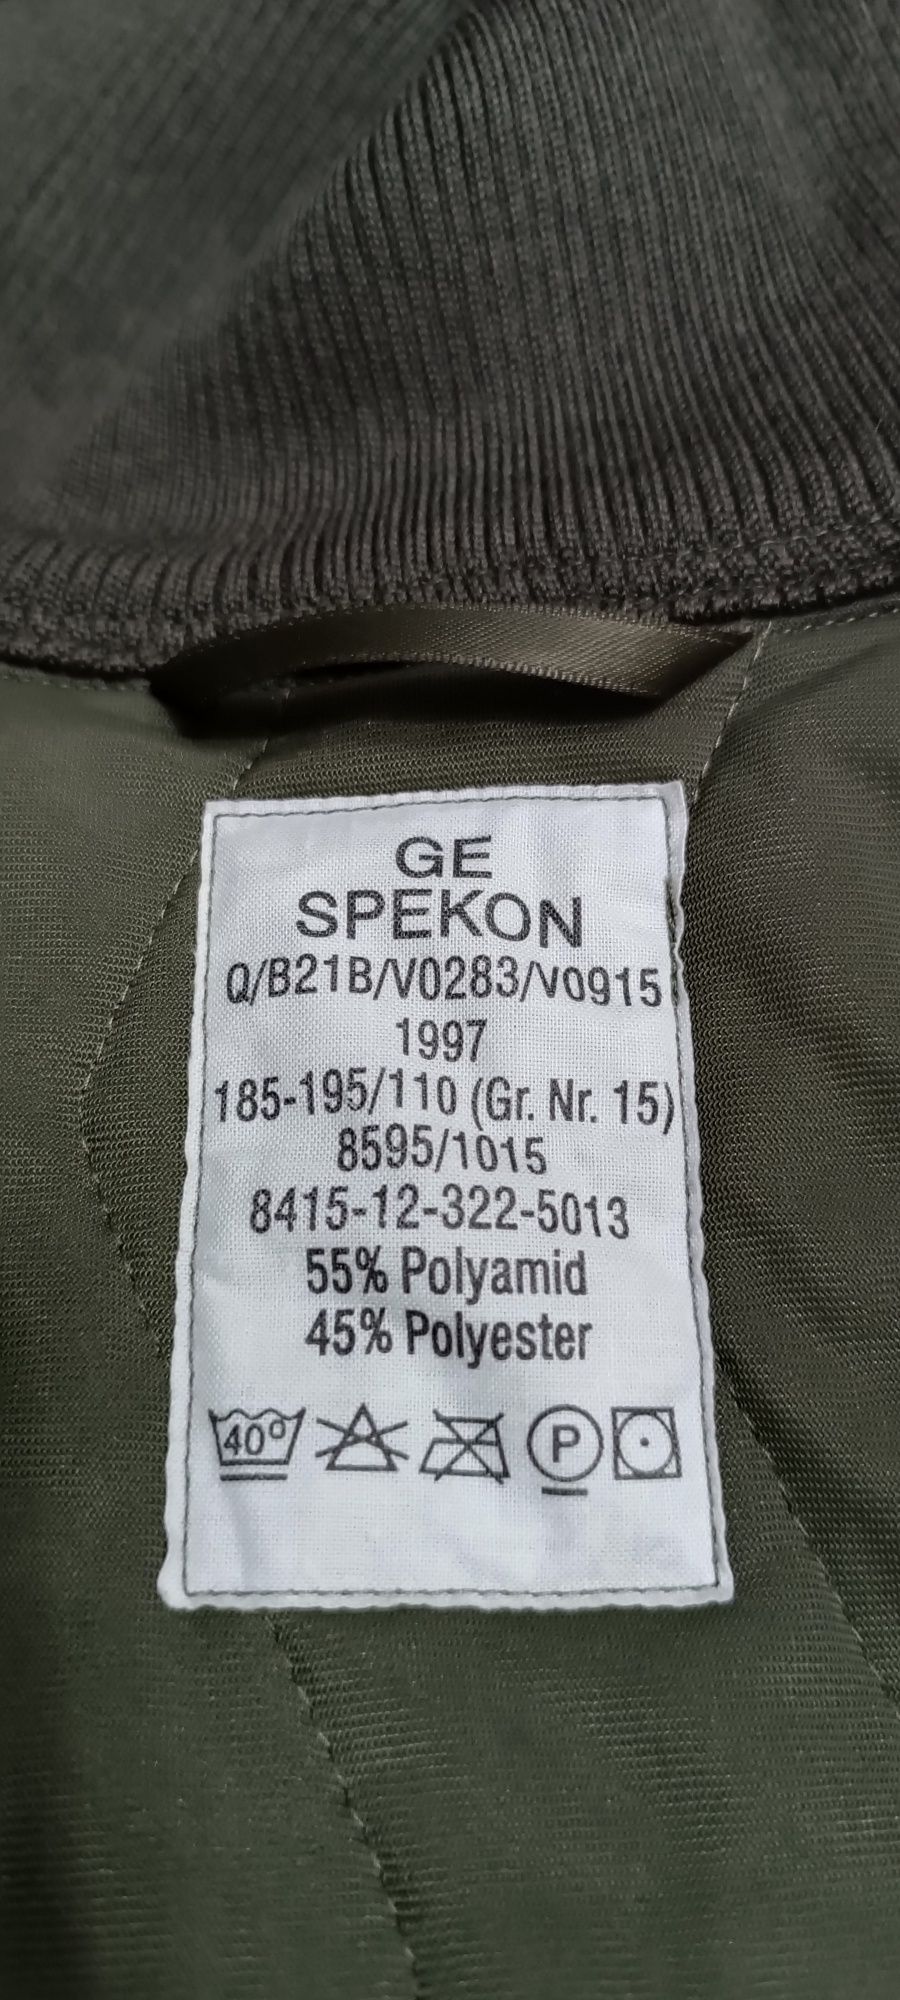 GE
SPEKON
Q/B21B/V0283/V0915
1997
185-195/110 (Gr. Nr. 15)
8595/1015
8415-12-322-5013
55% Polyamid
45% Polyester
40° P